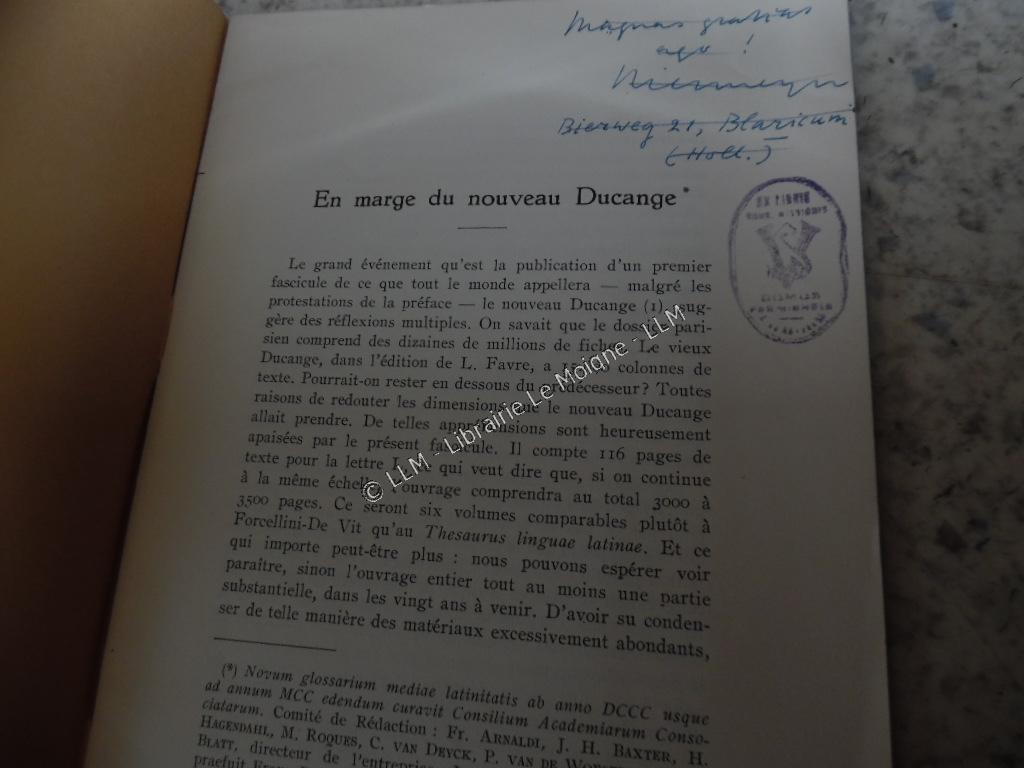 Magnas gratias
ago !
Niermeyer
Bierweg 21, Blaricum
(Holl.)
En marge du nouveau Ducange *
EX LIBRIS
Le grand événement qu'est la publication d'un premier
fascicule de ce que tout le monde appellera — malgré les
protestations de la préface — le nouveau Ducange (1), sug-
gère des réflexions multiples. On savait que le dossier pari-
sien comprend des dizaines de millions de fiches. Le vieux
Ducange, dans l'édition de L. Favre, a colonnes de
texte. Pourrait-on rester en dessous du prédécesseur ? Toutes
raisons de redouter les dimensions que le nouveau Ducange
allait prendre. De telles appréhensions sont heureusement
apaisées par le présent fascicule. Il compte 116 pages de
texte pour la lettre L, ce qui veut dire que, si on continue
à la même échelle, l'ouvrage comprendra au total 3000 à
3500 pages. Ce seront six volumes comparables plutôt à
Forcellini-De Vit qu'au Thesaurus linguae latinae. Et ce
qui importe peut-être plus : nous pouvons espérer voir
paraître, sinon l'ouvrage entier tout au moins une partie
substantielle, dans les vingt ans à venir. D'avoir su conden-
ser de telle manière des matériaux excessivement abondants,
© LLM - Librairie Le Moigne - LLM
(*) Novum glossarium mediae latinitatis ab anno DCCC usque
ad annum MCC edendum curavit Consilium Academiarum Conso-
ciatarum. Comité de Rédaction : Fr. ARNALDI, J. H. BAXTER, H.
HAGENDAHL, M. ROQUES, C. VAN DEYCK, P. VAN DE
BLATT, directeur de l'entreprise
praefuit